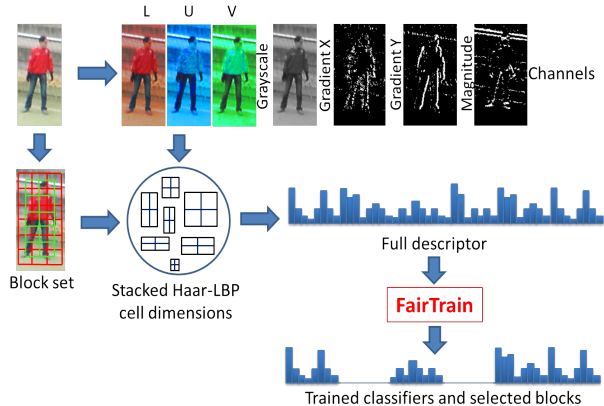 L U V
Grayscale
Gradient X
Gradient Y
Magnitude
Channels
Block set
Stacked Haar-LBP
cell dimensions
Full descriptor
FairTrain
Trained classifiers and selected blocks